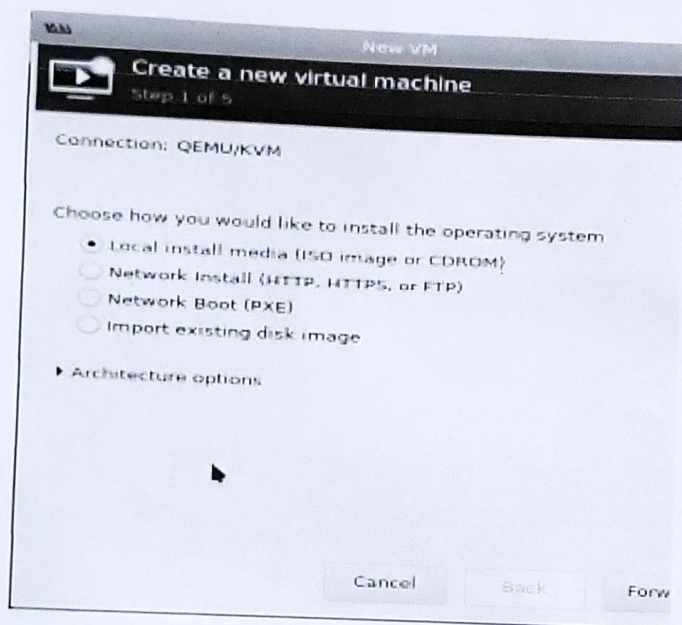 New VM
Create a new virtual machine
Step 1 of 5
Connection: QEMU/KVM
Choose how you would like to install the operating system
Local install media (ISO image or CDROM)
Network Install (HTTP, HTTPS, or FTP)
Network Boot (PXE)
Import existing disk image
Architecture options
Cancel
Back
Forw